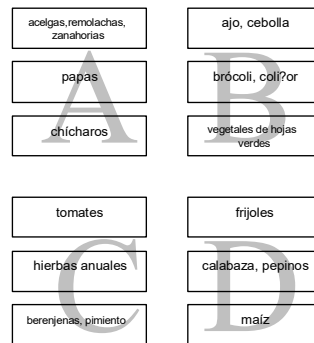 acelgas,remolachas,
zanahorias
papas
chícharos
A
ajo, cebolla
brócoli, coli?or
vegetales de hojas
verdes
B
tomates
hierbas anuales
berenjenas, pimiento
C
frijoles
calabaza, pepinos
maíz
D